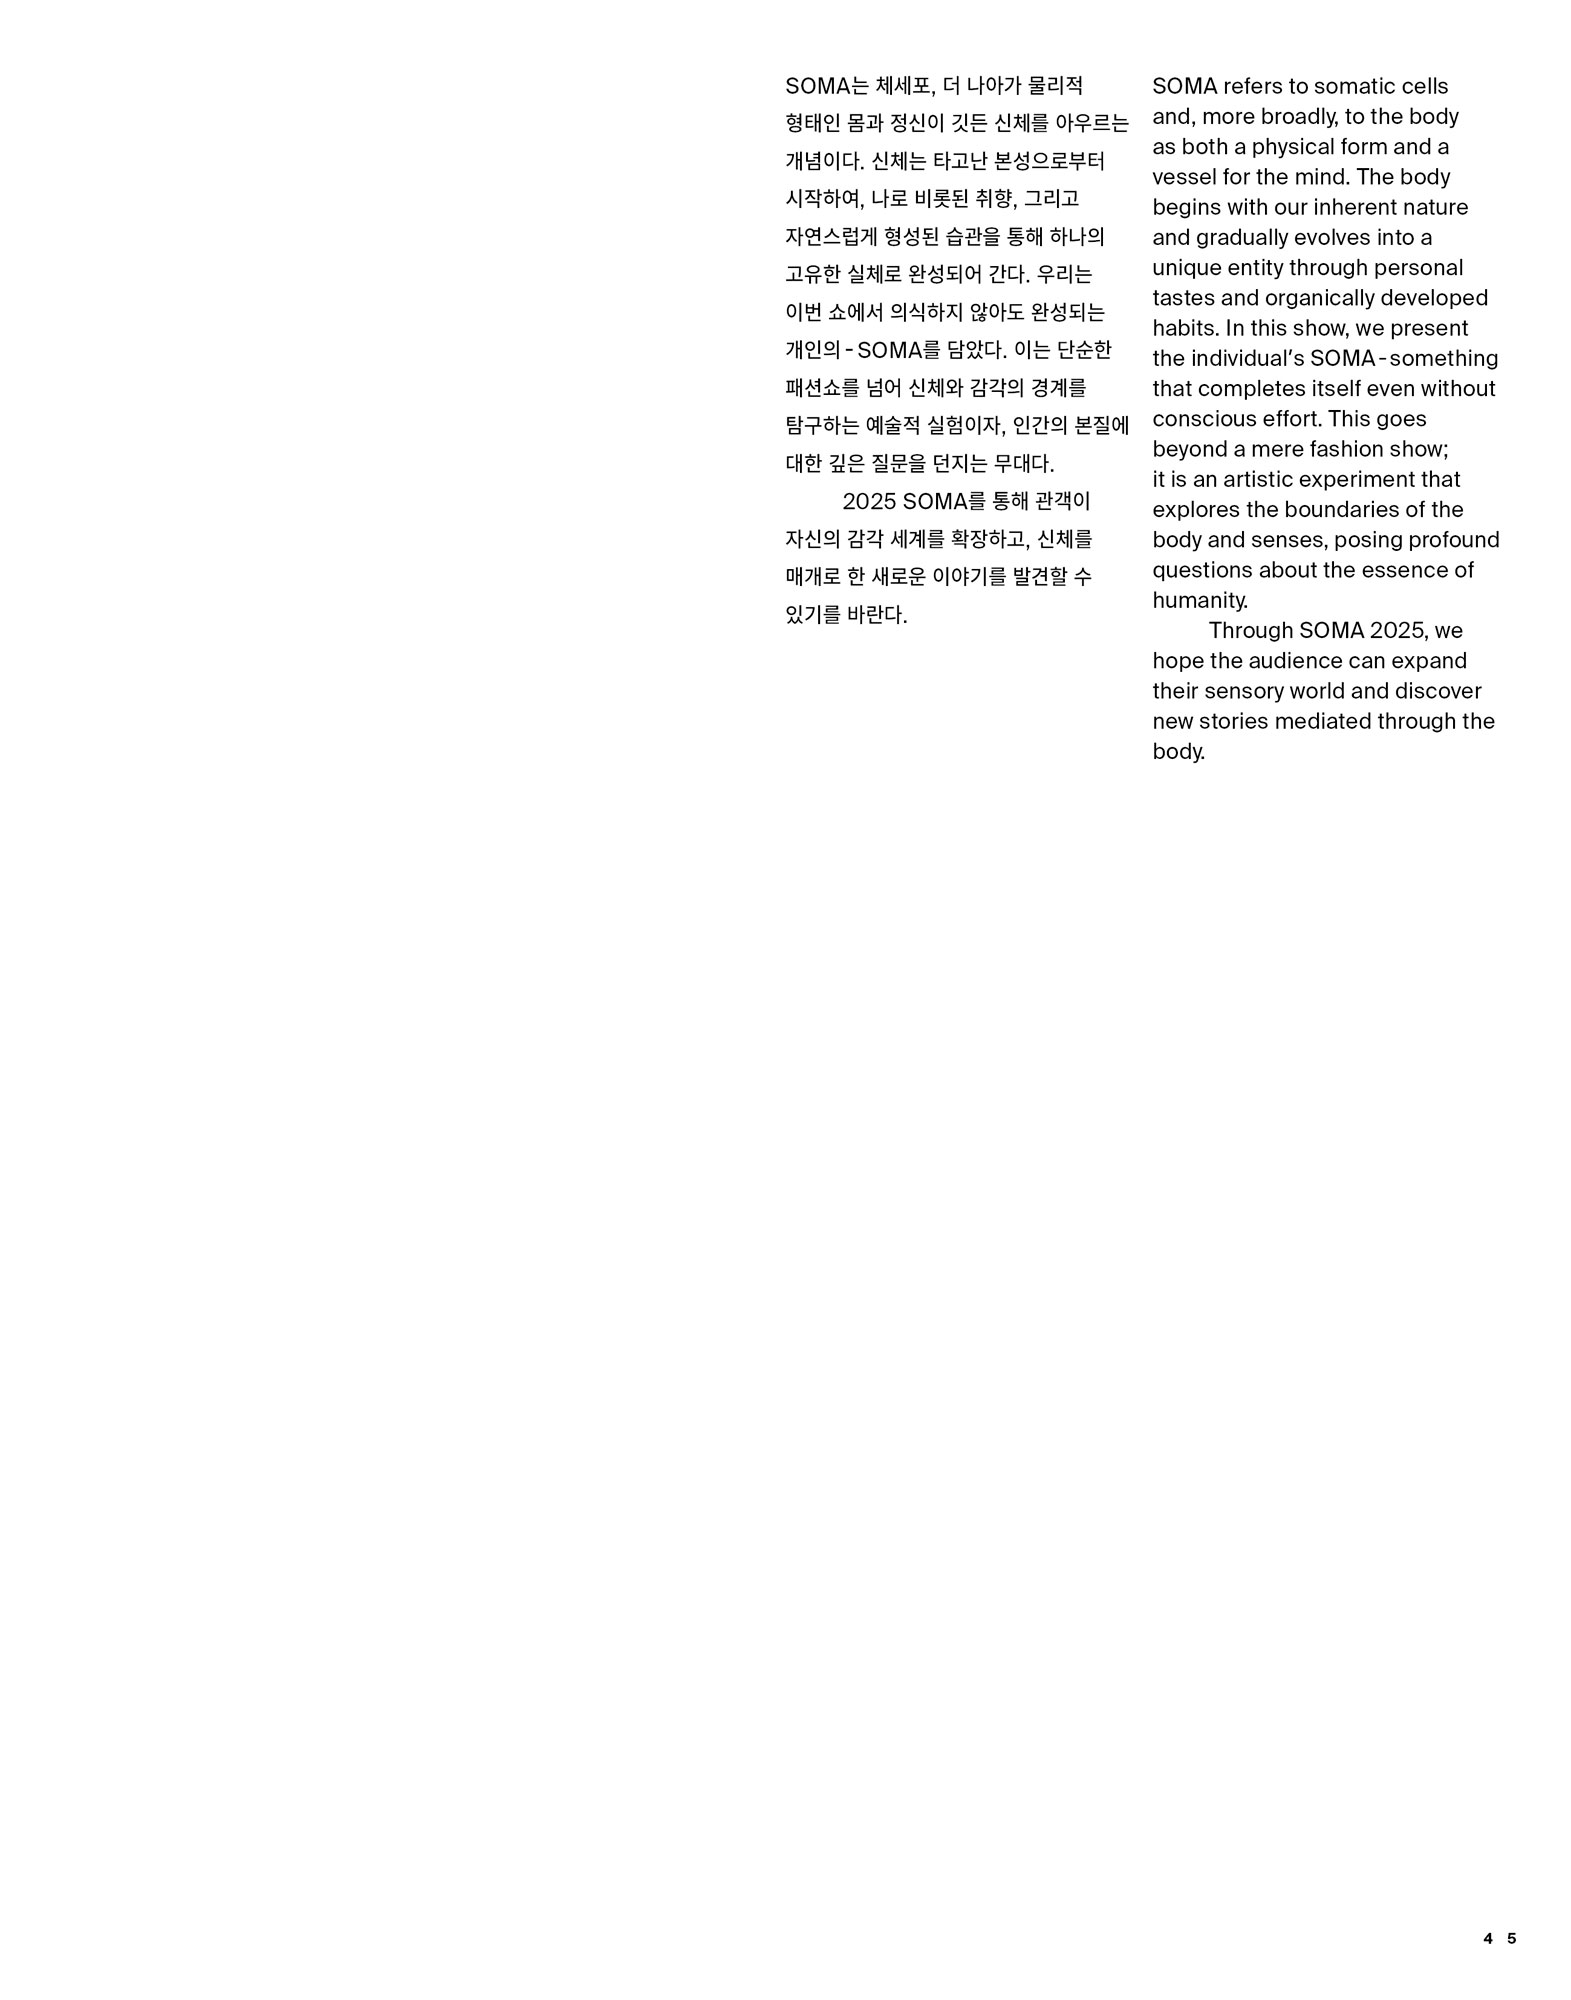 SOMA는 체세포, 더 나아가 물리적
형태인 몸과 정신이 깃든 신체를 아우르는
개념이다. 신체는 타고난 본성으로부터
시작하여, 나로 비롯된 취향, 그리고
자연스럽게 형성된 습관을 통해 하나의
고유한 실체로 완성되어 간다. 우리는
이번 쇼에서 의식하지 않아도 완성되는
개인의 - SOMA를 담았다. 이는 단순한
패션쇼를 넘어 신체와 감각의 경계를
탐구하는 예술적 실험이자, 인간의 본질에
대한 깊은 질문을 던지는 무대다.
2025 SOMA를 통해 관객이
자신의 감각 세계를 확장하고, 신체를
매개로 한 새로운 이야기를 발견할 수
있기를 바란다.
SOMA refers to somatic cells
and, more broadly, to the body
as both a physical form and a
vessel for the mind. The body
begins with our inherent nature
and gradually evolves into a
unique entity through personal
tastes and organically developed
habits. In this show, we present
the individual's SOMA-something
that completes itself even without
conscious effort. This goes
beyond a mere fashion show;
it is an artistic experiment that
explores the boundaries of the
body and senses, posing profound
questions about the essence of
humanity.
Through SOMA 2025, we
hope the audience can expand
their sensory world and discover
new stories mediated through the
body.
4 5